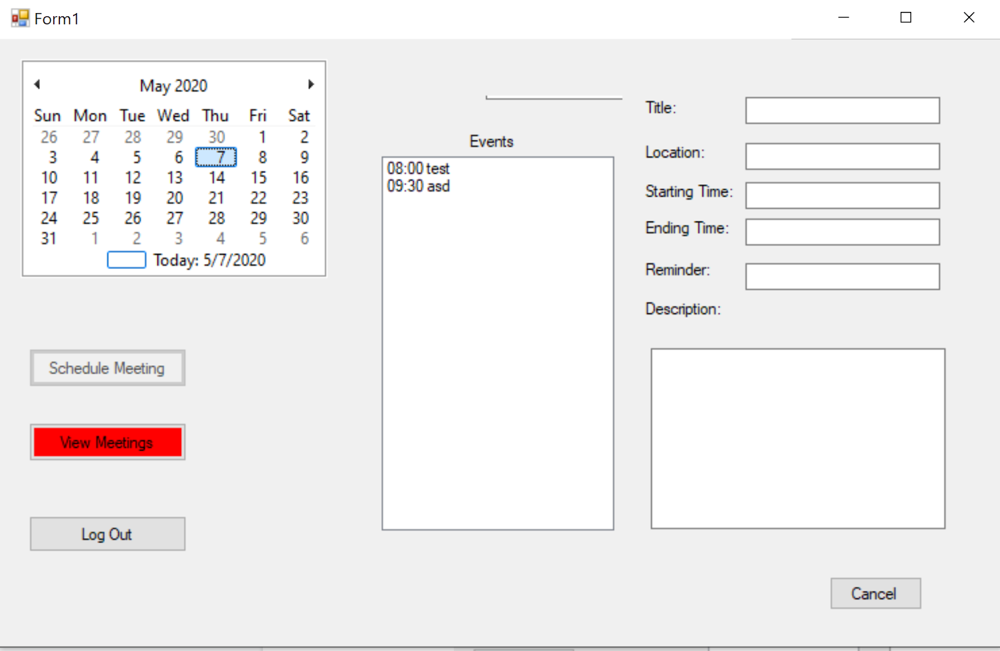 Form1
May 2020
Sun Mon Tue Wed Thu Fri Sat
26 27 28 29 30 1 2
3 4 5 6 7 8 9
10 11 12 13 14 15 16
17 18 19 20 21 22 23
24 25 26 27 28 29 30
31 1 2 3 4 5 6
Today: 5/7/2020
Schedule Meeting
View Meetings
Log Out
Events
08:00 test
09:30 asd
Title:
Location:
Starting Time:
Ending Time:
Reminder:
Description:
Cancel